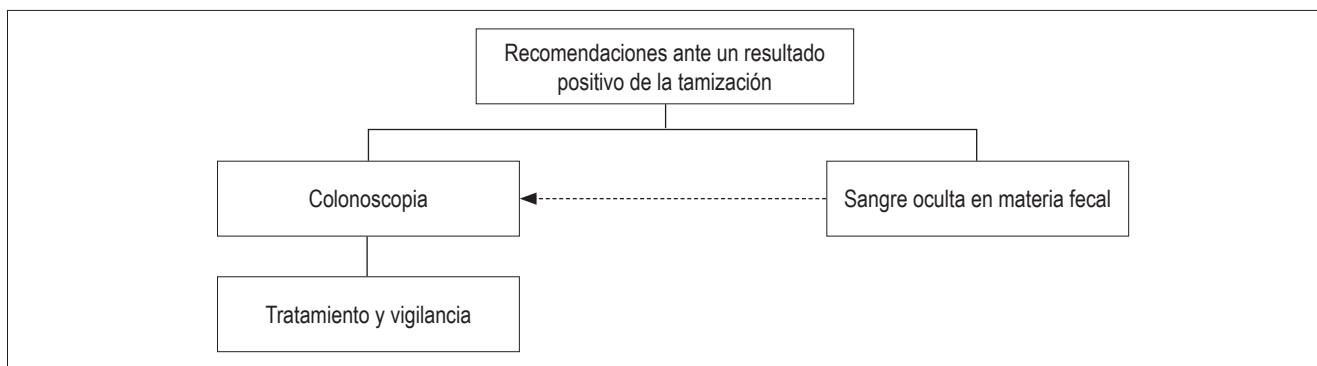 Recomendaciones ante un resultado
positivo de la tamización
Colonoscopia
Sangre oculta en materia fecal
Tratamiento y vigilancia